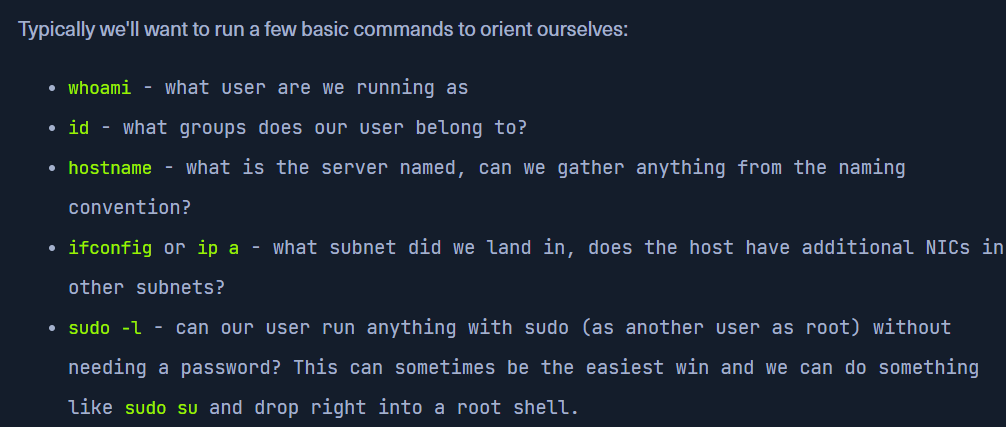 Typically we'll want to run a few basic commands to orient ourselves:
• whoami - what user are we running as
• id - what groups does our user belong to?
• hostname - what is the server named, can we gather anything from the naming
convention?
• ifconfig or ip a - what subnet did we land in, does the host have additional NICs in
other subnets?
• sudo -l - can our user run anything with sudo (as another user as root) without
needing a password? This can sometimes be the easiest win and we can do something
like sudo su and drop right into a root shell.